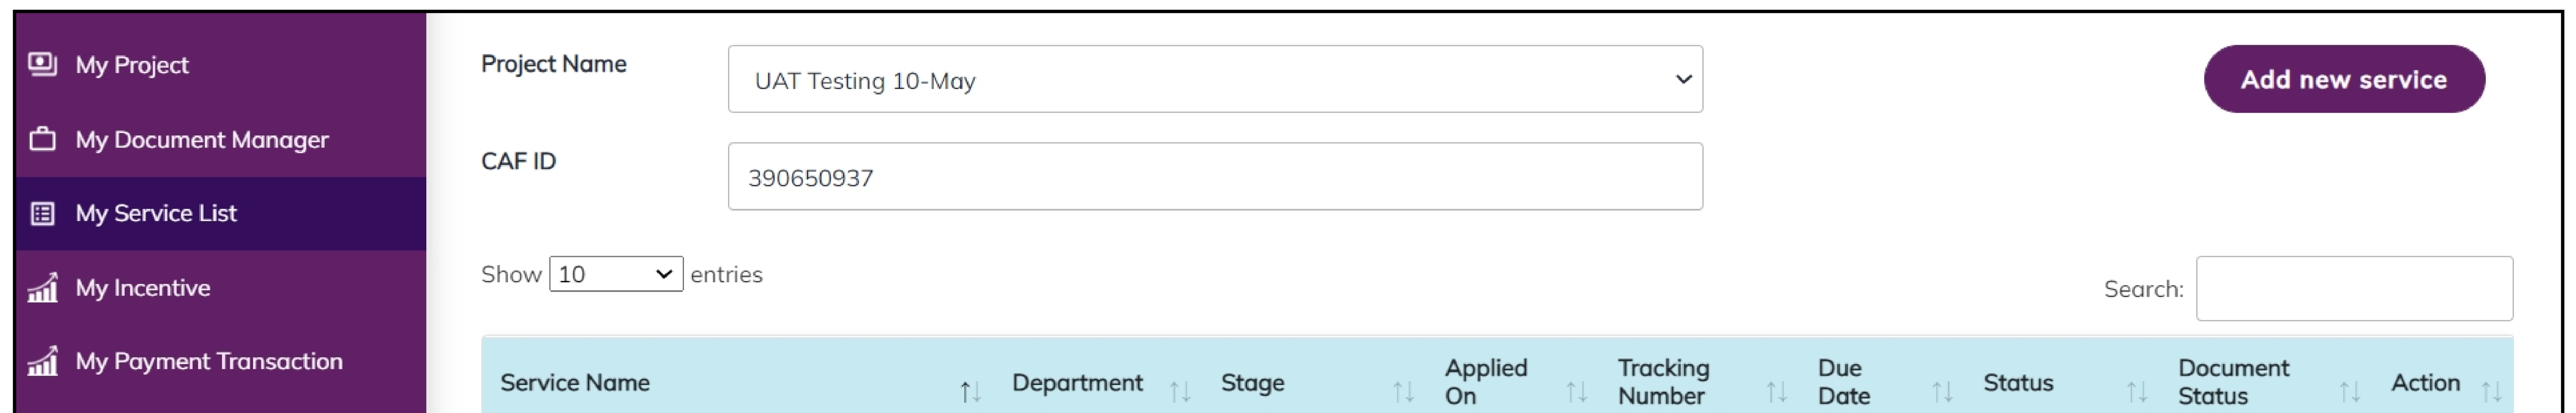 My Project
My Document Manager
My Service List
My Incentive
My Payment Transaction
Project Name
UAT Testing 10-May
Add new service
CAF ID
390650937
Show 10 entries
Search:
Service Name
Department
Stage
Applied On
Tracking Number
Due Date
Status
Document Status
Action